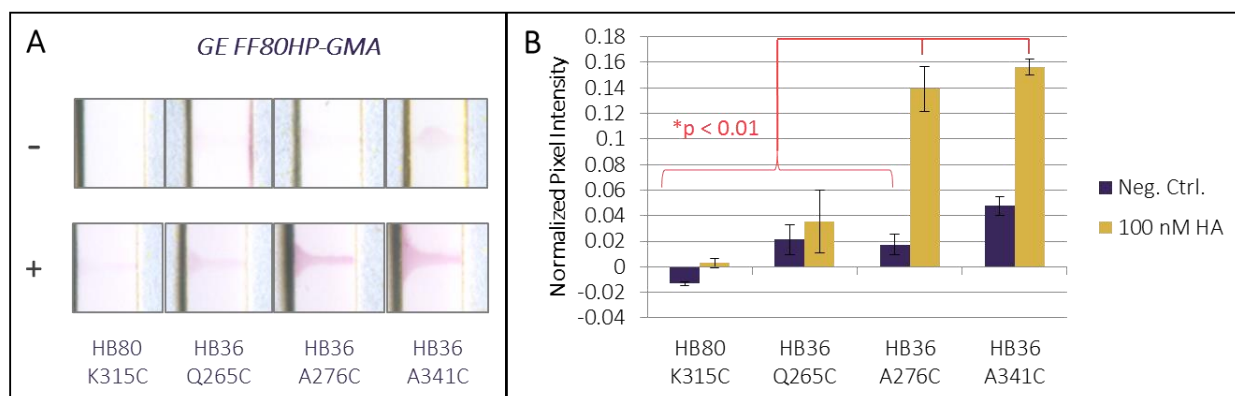 A
GE FF80HP-GMA
-
+
HB80 HB36 HB36 HB36
K315C Q265C A276C A341C
B
Normalized Pixel Intensity
0.18
0.16
0.14
0.12
0.1
0.08
0.06
0.04
0.02
0
-0.02
-0.04
*p < 0.01
HB80 HB36 HB36 HB36
K315C Q265C A276C A341C
Neg. Ctrl.
100 nM HA